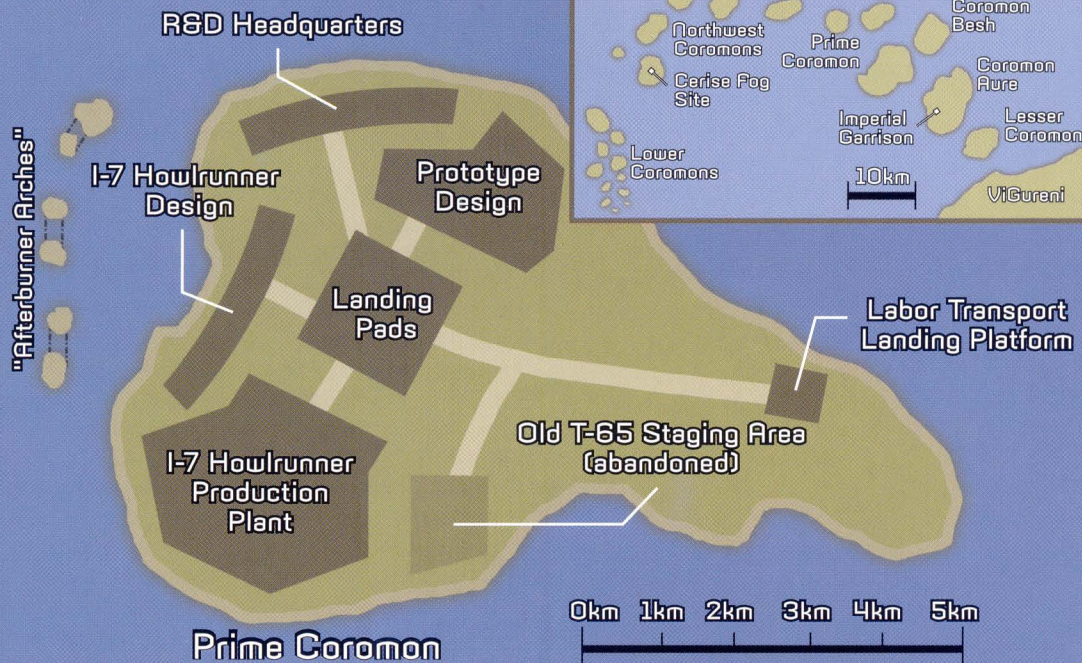 R&D Headquarters
"Afterburner Arches"
I-7 Howlrunner
Design
Prototype
Design
Landing
Pads
Labor Transport
Landing Platform
Old T-65 Staging Area
(abandoned)
I-7 Howlrunner
Production
Plant
Prime Coromon
0km 1km 2km 3km 4km 5km
Northwest
Coromons
Cerise Fog
Site
Lower
Coromons
Prime
Coromon
Coromon
Besh
Coromon
Aure
Imperial
Garrison
Lesser
Coromon
10km
ViGureni